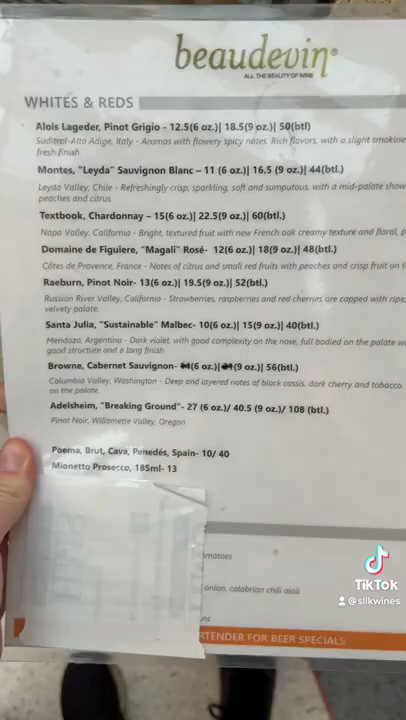 beaudevin®
ALL THE BEAUTY OF WINE
WHITES & REDS
Alois Lageder, Pinot Grigio - 12.5(6 oz.)| 18.5(9 oz.)| 50(btl)
Suditrol-Alto Adige, Italy - Aromas with flowery spicy notes. Rich flavors, with a slight smokine
fresh finish.
Montes, "Leyda" Sauvignon Blanc – 11 (6 oz.)| 16.5 (9 oz.)| 44(btl.)
Leyda Valley, Chile - Refreshingly crisp, sparkling, soft and sumputous, with a mid-palate show
peaches and citrus.
Textbook, Chardonnay – 15(6 oz.)| 22.5(9 oz.)| 60(btl.)
Napa Valley, California - Bright, textured fruit with new French oak creamy texture and floral, p
Domaine de Figuiere, "Magali" Rosé- 12(6 oz.)| 18(9 oz.)| 48(btl.)
Côtes de Provence, France - Notes of citrus and small red fruits with peaches and crisp fruit on t
Raeburn, Pinot Noir- 13(6 oz.)| 19.5(9 oz.)| 52(btl.)
Russian River Valley, California - Strawberries, raspberries and red cherries are capped with ripe,
velvety palate.
Santa Julia, "Sustainable" Malbec- 10(6 oz.)| 15(9 oz.)| 40(btl.)
Mendoza, Argentina - Dark violet, with good complexity on the nose, full bodied on the palate wi
good structure and a long finish
Browne, Cabernet Sauvignon- (6 oz.)| (9 oz.)| 56(btl.)
Columbia Valley, Washington - Deep and layered notes of black cassis, dark cherry and tobacco
on the palate.
Adelsheim, "Breaking Ground"- 27 (6 oz.)/ 40.5 (9 oz.)/ 108 (btl.)
Pinot Noir, Willamette Valley, Oregon
Poema, Brut, Cava, Penedés, Spain- 10/ 40
Mionetto Prosecco, 185ml- 13
omatoes
onion, calabrian chili aioli
RTENDER FOR BEER SPECIALS
TikTok
@slikwines